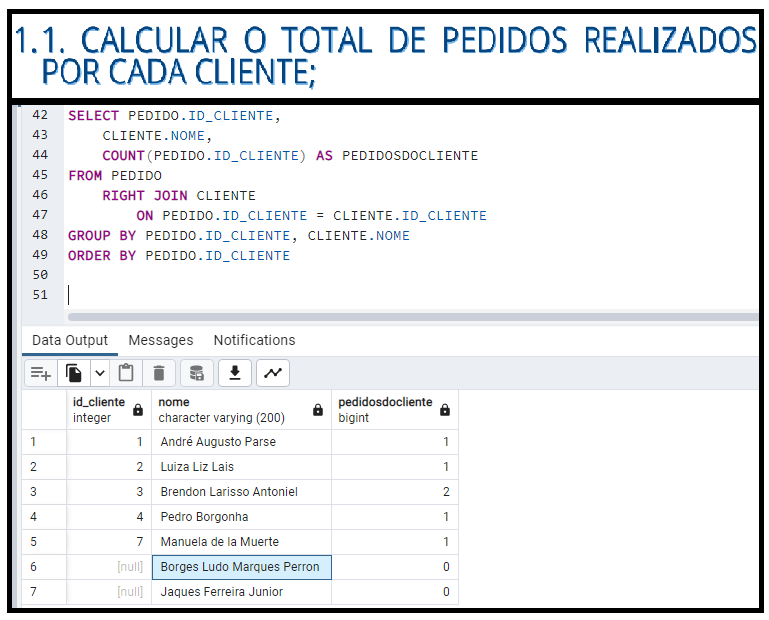 1.1. CALCULAR O TOTAL DE PEDIDOS REALIZADOS
POR CADA CLIENTE;
42 SELECT PEDIDO.ID_CLIENTE,
43 CLIENTE.NOME,
44 COUNT(PEDIDO.ID_CLIENTE) AS PEDIDOSDOCLIENTE
45 FROM PEDIDO
46 RIGHT JOIN CLIENTE
47 ON PEDIDO.ID_CLIENTE = CLIENTE.ID_CLIENTE
48 GROUP BY PEDIDO.ID_CLIENTE, CLIENTE.NOME
49 ORDER BY PEDIDO.ID_CLIENTE
50
51
Data Output Messages Notifications
id_cliente nome pedidosdocliente
integer character varying (200) bigint
1 1 André Augusto Parse 1
2 2 Luiza Liz Lais 1
3 3 Brendon Larisso Antoniel 2
4 4 Pedro Borgonha 1
5 7 Manuela de la Muerte 1
6 [null] Borges Ludo Marques Perron 0
7 [null] Jaques Ferreira Junior 0